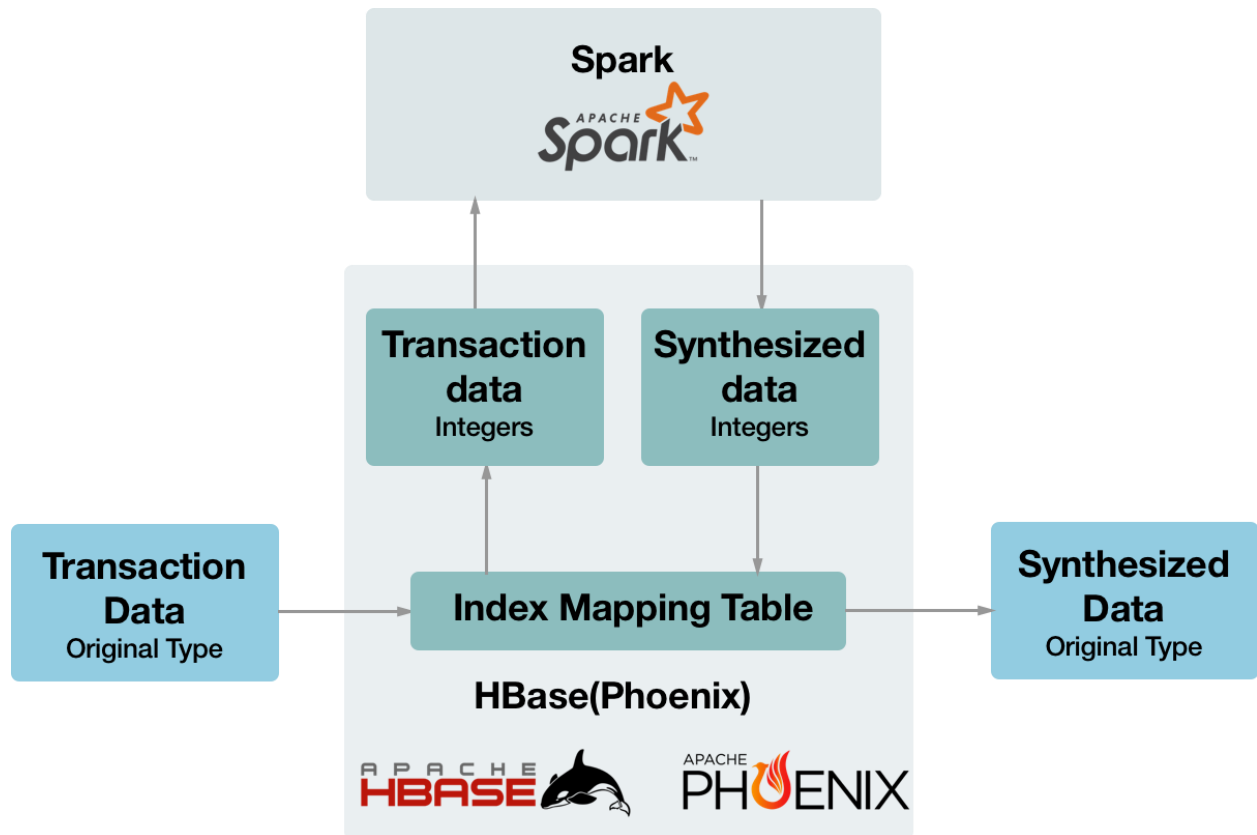 Spark
APACHE
Spark™
Transaction
data
Integers
Synthesized
data
Integers
Transaction
Data
Original Type
Index Mapping Table
Synthesized
Data
Original Type
HBase(Phoenix)
APACHE
HBASE
APACHE
PHOENIX